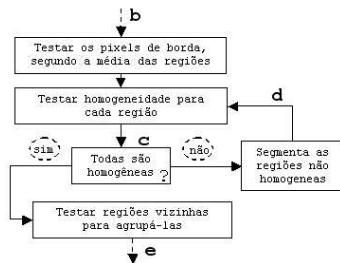 b
Testar os pixels de borda,
segundo a média das regiões
Testar homogeneidade para
cada região
d
sim
c
não
Todas são
homogêneas ?
Segmenta as
regiões não
homogeneas
Testar regiões vizinhas
para agrupá-las
e